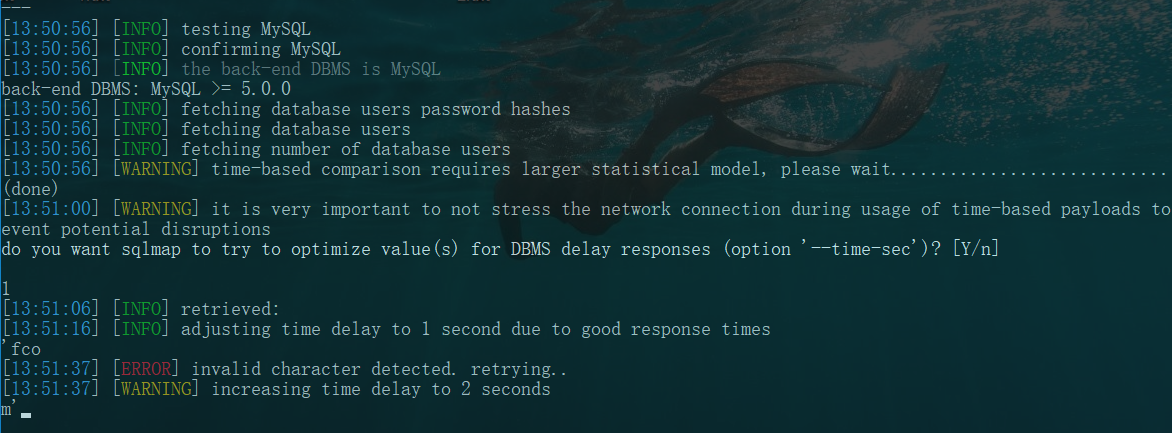 [13:50:56] [INFO] testing MySQL
[13:50:56] [INFO] confirming MySQL
[13:50:56] [INFO] the back-end DBMS is MySQL
back-end DBMS: MySQL >= 5.0.0
[13:50:56] [INFO] fetching database users password hashes
[13:50:56] [INFO] fetching database users
[13:50:56] [INFO] fetching number of database users
[13:50:56] [WARNING] time-based comparison requires larger statistical model, please wait............................
(done)
[13:51:00] [WARNING] it is very important to not stress the network connection during usage of time-based payloads to
event potential disruptions
do you want sqlmap to try to optimize value(s) for DBMS delay responses (option '--time-sec')? [Y/n]
1
[13:51:06] [INFO] retrieved:
[13:51:16] [INFO] adjusting time delay to 1 second due to good response times
'fco
[13:51:37] [ERROR] invalid character detected. retrying..
[13:51:37] [WARNING] increasing time delay to 2 seconds
m'